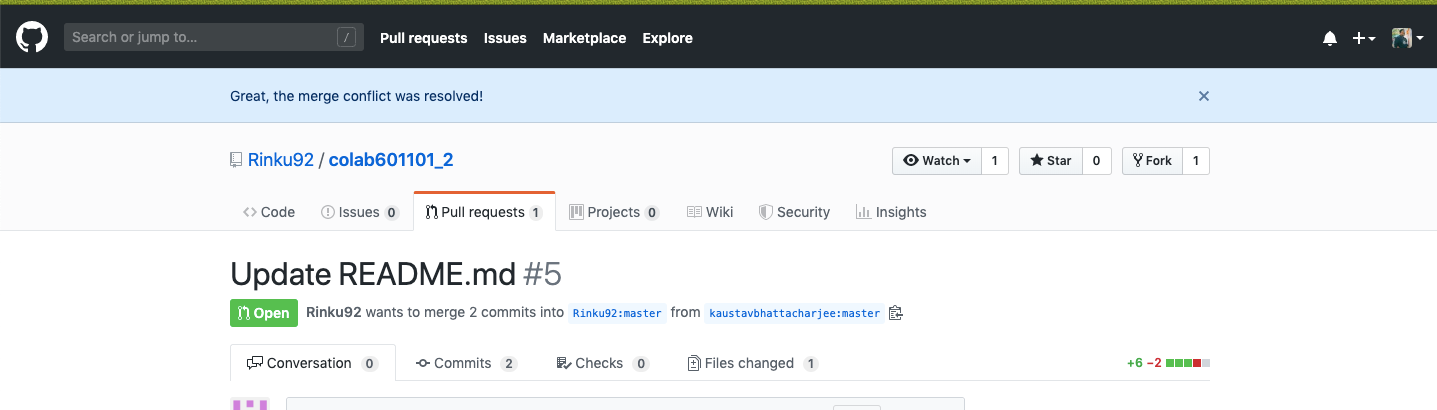 Search or jump to... / Pull requests Issues Marketplace Explore
Great, the merge conflict was resolved! ×
Rinku92 / colab601101_2 Watch 1 Star 0 Fork 1
Code Issues 0 Pull requests 1 Projects 0 Wiki Security Insights
Update README.md #5
Open Rinku92 wants to merge 2 commits into Rinku92:master from kaustavbhattacharjee:master
Conversation 0 Commits 2 Checks 0 Files changed 1 +6 −2